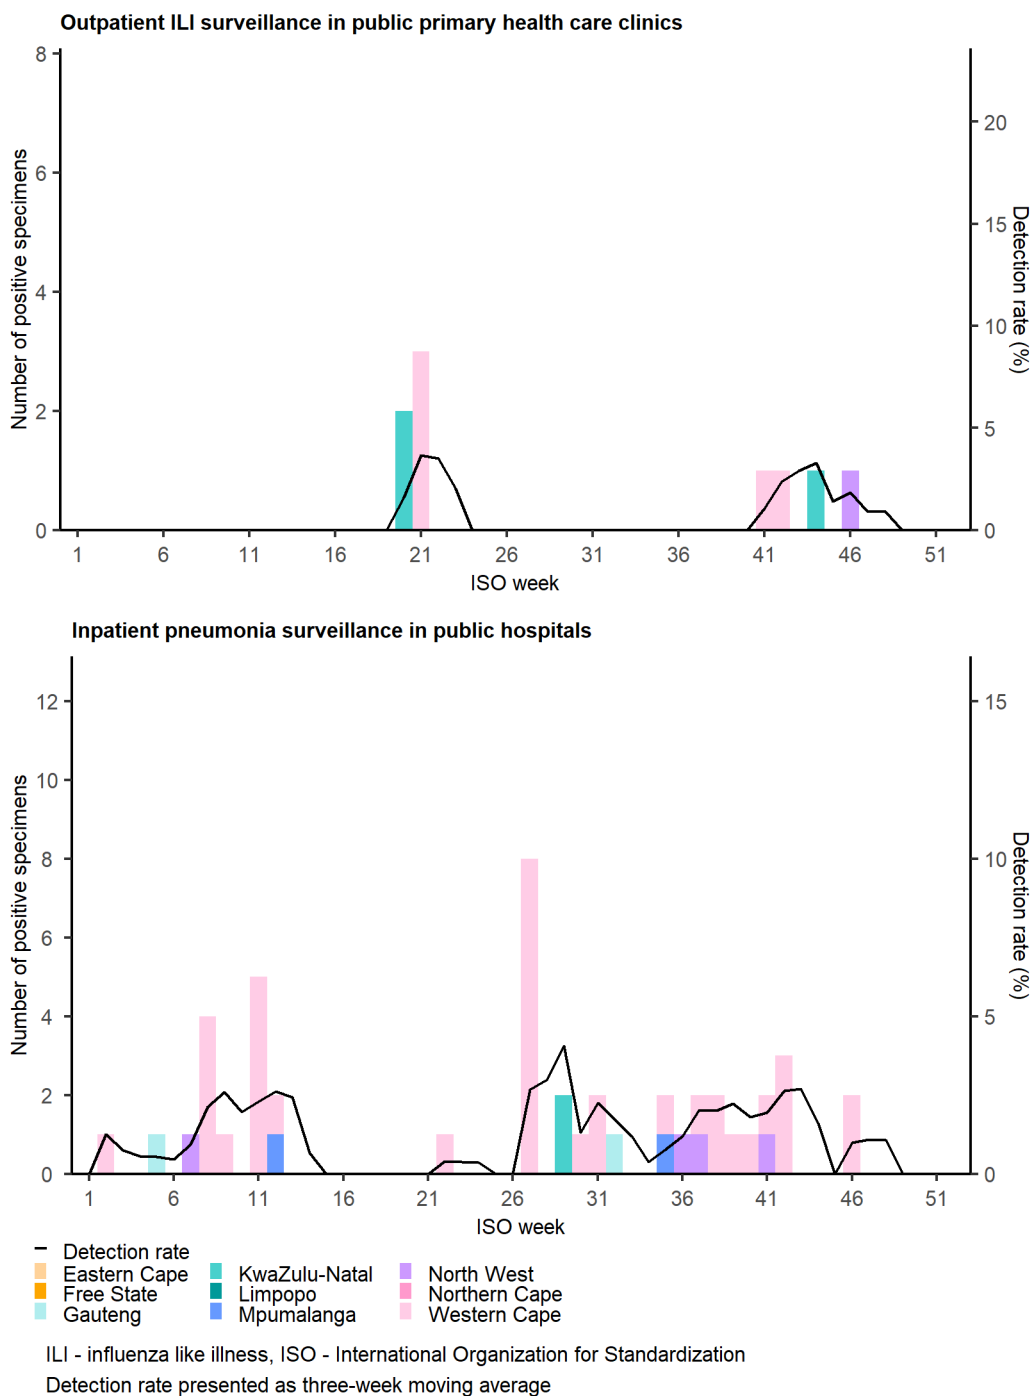 Outpatient ILI surveillance in public primary health care clinics
Number of positive specimens
8
6
4
2
0
20
15
10
5
0
Detection rate (%)
1 6 11 16 21 26 31 36 41 46 51
ISO week
Inpatient pneumonia surveillance in public hospitals
Number of positive specimens
12
10
8
6
4
2
0
15
10
5
0
Detection rate (%)
1 6 11 16 21 26 31 36 41 46 51
ISO week
Detection rate
Eastern Cape KwaZulu-Natal North West
Free State Limpopo Northern Cape
Gauteng Mpumalanga Western Cape
ILI - influenza like illness, ISO - International Organization for Standardization
Detection rate presented as three-week moving average